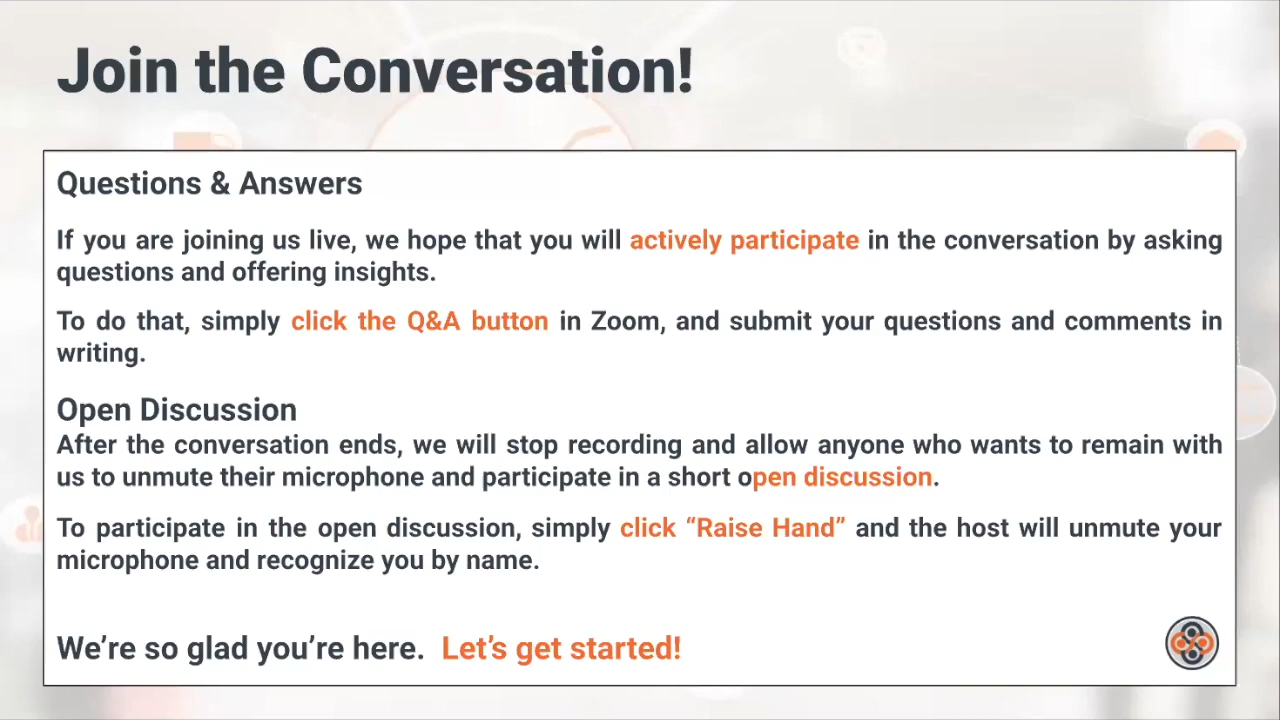 Join the Conversation!
Questions & Answers
If you are joining us live, we hope that you will actively participate in the conversation by asking
questions and offering insights.
To do that, simply click the Q&A button in Zoom, and submit your questions and comments in
writing.
Open Discussion
After the conversation ends, we will stop recording and allow anyone who wants to remain with
us to unmute their microphone and participate in a short open discussion.
To participate in the open discussion, simply click “Raise Hand” and the host will unmute your
microphone and recognize you by name.
We’re so glad you’re here. Let’s get started!